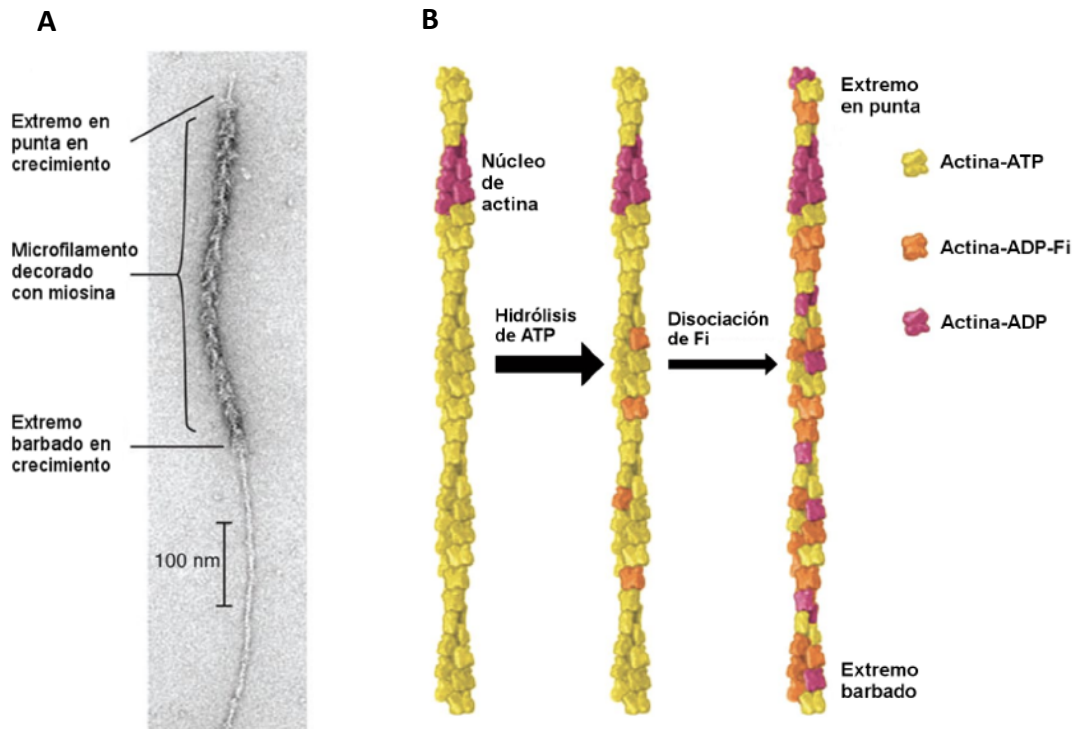 A
B
Extremo
en punta en
crecimiento
Microfilamento
decorado
con miosina
Extremo
barbado en
crecimiento
100 nm
Núcleo
de
actina
Hidrólisis
de ATP
Disociación
de Fi
Extremo
en punta
Extremo
barbado
Actina-ATP
Actina-ADP-Fi
Actina-ADP